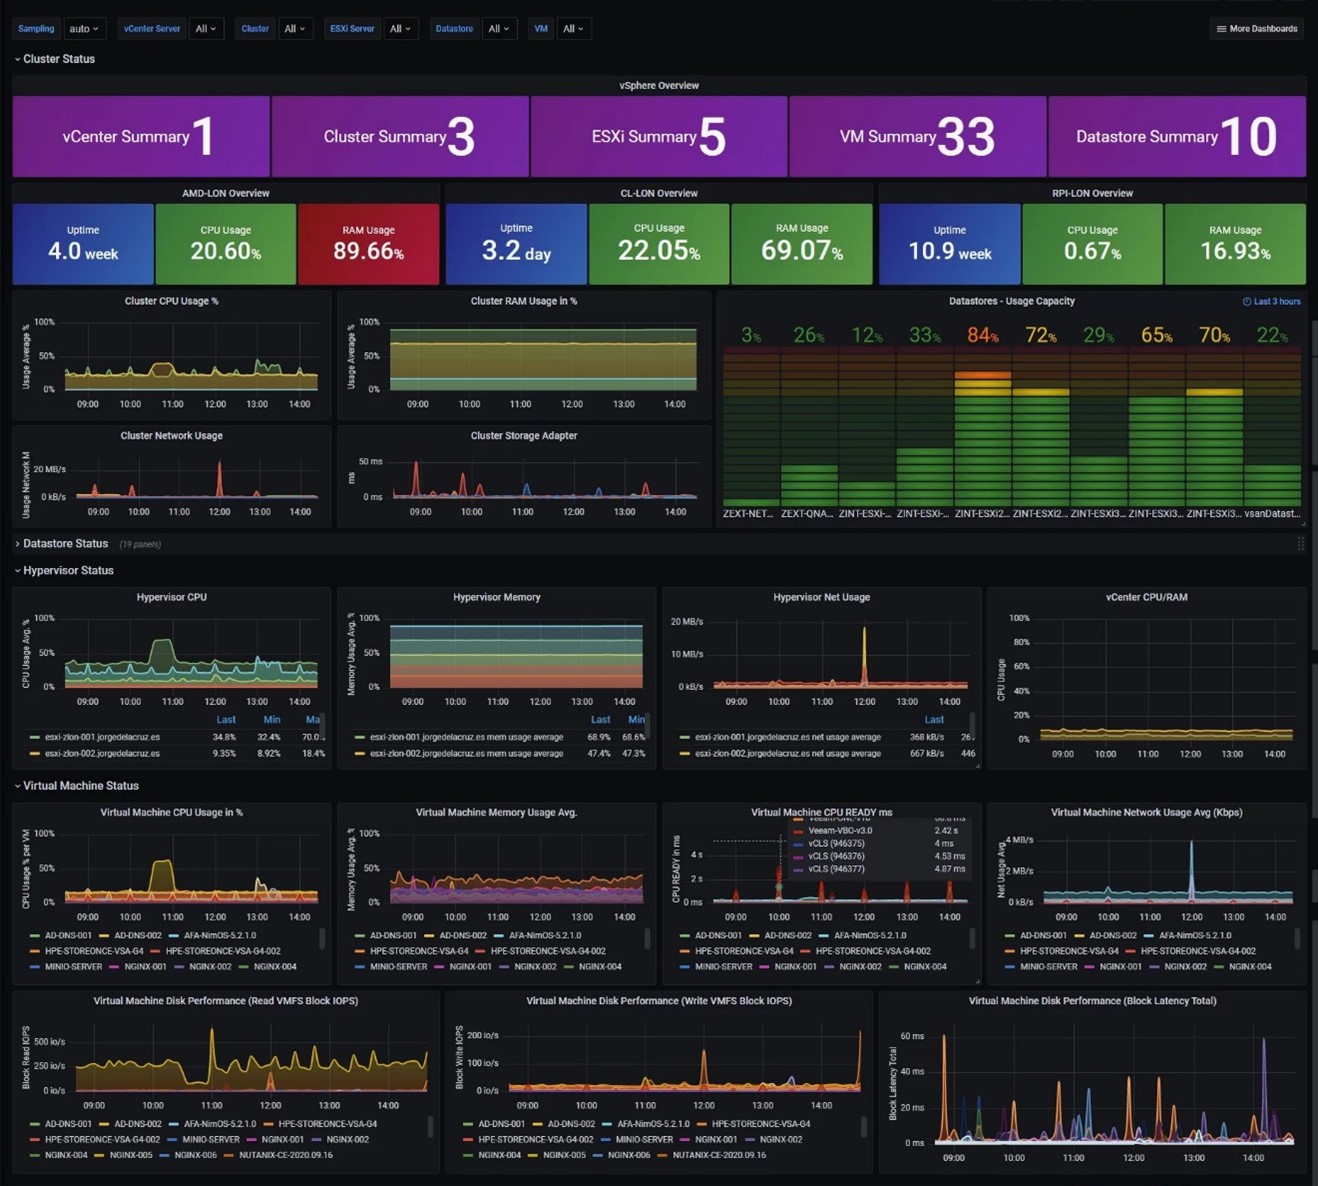 Sampling auto vCenter Server All Cluster All ESXi Server All Datastore All VM All More Dashboards
Cluster Status
vSphere Overview
vCenter Summary 1 Cluster Summary 3 ESXi Summary 5 VM Summary 33 Datastore Summary 10
AMD-LON Overview CL-LON Overview RPI-LON Overview
Uptime CPU Usage RAM Usage Uptime CPU Usage RAM Usage Uptime CPU Usage RAM Usage
4.0 week 20.60% 89.66% 3.2 day 22.05% 69.07% 10.9 week 0.67% 16.93%
Cluster CPU Usage %
Usage Average %
100%
50%
0%
09:00 10:00 11:00 12:00 13:00 14:00
Cluster RAM Usage in %
Usage Average %
100%
50%
0%
09:00 10:00 11:00 12:00 13:00 14:00
Datastores - Usage Capacity Last 3 hours
3% 26% 12% 33% 84% 72% 29% 65% 70% 22%
ZEXT-NET... ZEXT-QNA... ZINT-ESXi-... ZINT-ESXi-... ZINT-ESXi2... ZINT-ESXi2... ZINT-ESXi3... ZINT-ESXi3... ZINT-ESXi3... vsanDatast...
Cluster Network Usage
Usage Network M
20 MB/s
0 kB/s
09:00 10:00 11:00 12:00 13:00 14:00
Cluster Storage Adapter
ms
50 ms
0 ms
09:00 10:00 11:00 12:00 13:00 14:00
Datastore Status (19 panels)
Hypervisor Status
Hypervisor CPU
CPU Usage Avg. %
100%
50%
0%
09:00 10:00 11:00 12:00 13:00 14:00
Last Min Ma
esxi-zlon-001.jorgedelacruz.es 34.8% 32.4% 70.0
esxi-zlon-002.jorgedelacruz.es 9.35% 8.92% 18.4%
Hypervisor Memory
Memory Usage Avg. %
100%
50%
0%
09:00 10:00 11:00 12:00 13:00 14:00
Last Min
esxi-zlon-001.jorgedelacruz.es mem usage average 68.9% 68.6%
esxi-zlon-002.jorgedelacruz.es mem usage average 47.4% 47.3%
Hypervisor Net Usage
20 MB/s
10 MB/s
0 kB/s
09:00 10:00 11:00 12:00 13:00 14:00
Last
esxi-zlon-001.jorgedelacruz.es net usage average 368 kB/s 26
esxi-zlon-002.jorgedelacruz.es net usage average 667 kB/s 446
vCenter CPU/RAM
CPU Usage
100%
80%
60%
40%
20%
0%
09:00 10:00 11:00 12:00 13:00 14:00
Virtual Machine Status
Virtual Machine CPU Usage in %
CPU Usage % per VM
100%
50%
0%
09:00 10:00 11:00 12:00 13:00 14:00
AD-DNS-001 AD-DNS-002 AFA-NimOS-5.2.1.0
HPE-STOREONCE-VSA-G4 HPE-STOREONCE-VSA-G4-002
MINIO-SERVER NGINX-001 NGINX-002 NGINX-004
Virtual Machine Memory Usage Avg.
Memory Usage Avg. %
100%
50%
0%
09:00 10:00 11:00 12:00 13:00 14:00
AD-DNS-001 AD-DNS-002 AFA-NimOS-5.2.1.0
HPE-STOREONCE-VSA-G4 HPE-STOREONCE-VSA-G4-002
MINIO-SERVER NGINX-001 NGINX-002 NGINX-004
Virtual Machine CPU READY ms
CPU READY in ms
Veeam-VBO-v3.0 2.42 s
vCLS (946375) 4 ms
vCLS (946376) 4.53 ms
vCLS (946377) 4.87 ms
4 s
2 s
0 ms
09:00 10:00 11:00 12:00 13:00 14:00
AD-DNS-001 AD-DNS-002 AFA-NimOS-5.2.1.0
HPE-STOREONCE-VSA-G4 HPE-STOREONCE-VSA-G4-002
MINIO-SERVER NGINX-001 NGINX-002 NGINX-004
Virtual Machine Network Usage Avg (Kbps)
Net Usage Avg.
4 MB/s
2 MB/s
0 kB/s
09:00 10:00 11:00 12:00 13:00 14:00
AD-DNS-001 AD-DNS-002 AFA-NimOS-5.2.1.0
HPE-STOREONCE-VSA-G4 HPE-STOREONCE-VSA-G4-002
MINIO-SERVER NGINX-001 NGINX-002 NGINX-004
Virtual Machine Disk Performance (Read VMFS Block IOPS)
Block Read IOPS
500 io/s
250 io/s
0 io/s
09:00 10:00 11:00 12:00 13:00 14:00
AD-DNS-001 AD-DNS-002 AFA-NimOS-5.2.1.0 HPE-STOREONCE-VSA-G4
HPE-STOREONCE-VSA-G4-002 MINIO-SERVER NGINX-001 NGINX-002
NGINX-004 NGINX-005 NGINX-006 NUTANIX-CE-2020.09.16
Virtual Machine Disk Performance (Write VMFS Block IOPS)
Block Write IOPS
200 io/s
100 io/s
0 io/s
09:00 10:00 11:00 12:00 13:00 14:00
AD-DNS-001 AD-DNS-002 AFA-NimOS-5.2.1.0 HPE-STOREONCE-VSA-G4
HPE-STOREONCE-VSA-G4-002 MINIO-SERVER NGINX-001 NGINX-002
NGINX-004 NGINX-005 NGINX-006 NUTANIX-CE-2020.09.16
Virtual Machine Disk Performance (Block Latency Total)
Block Latency Total
60 ms
40 ms
20 ms
0 ms
09:00 10:00 11:00 12:00 13:00 14:00